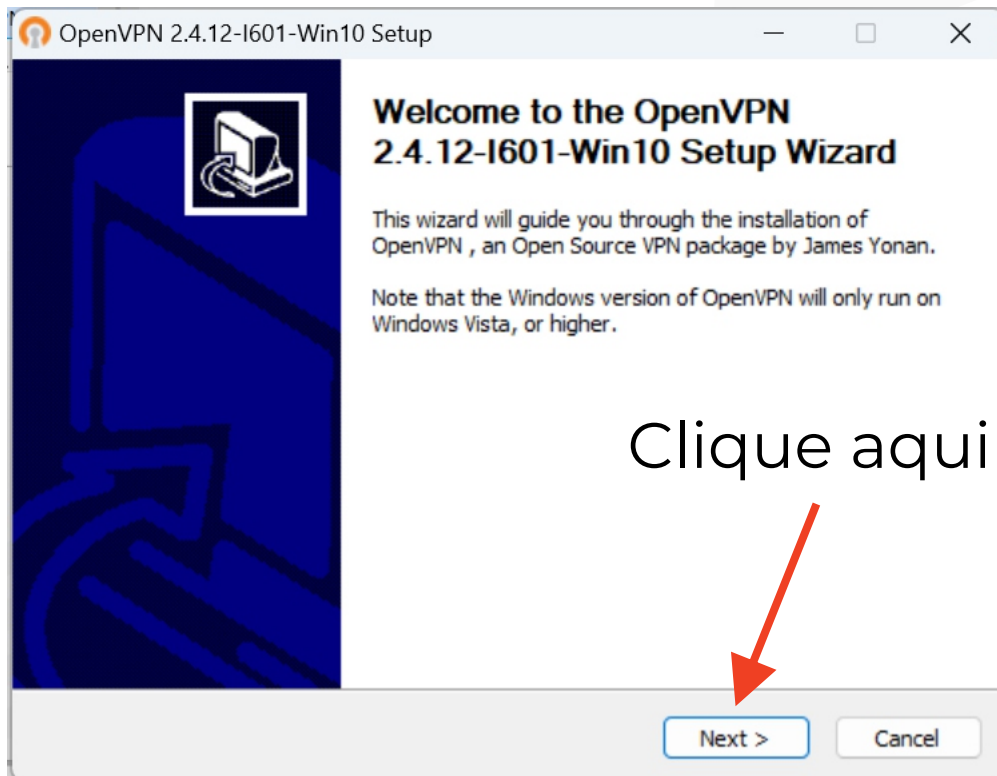 OpenVPN 2.4.12-I601-Win10 Setup
Welcome to the OpenVPN
2.4.12-I601-Win10 Setup Wizard
This wizard will guide you through the installation of
OpenVPN , an Open Source VPN package by James Yonan.
Note that the Windows version of OpenVPN will only run on
Windows Vista, or higher.
Clique aqui
Next >
Cancel